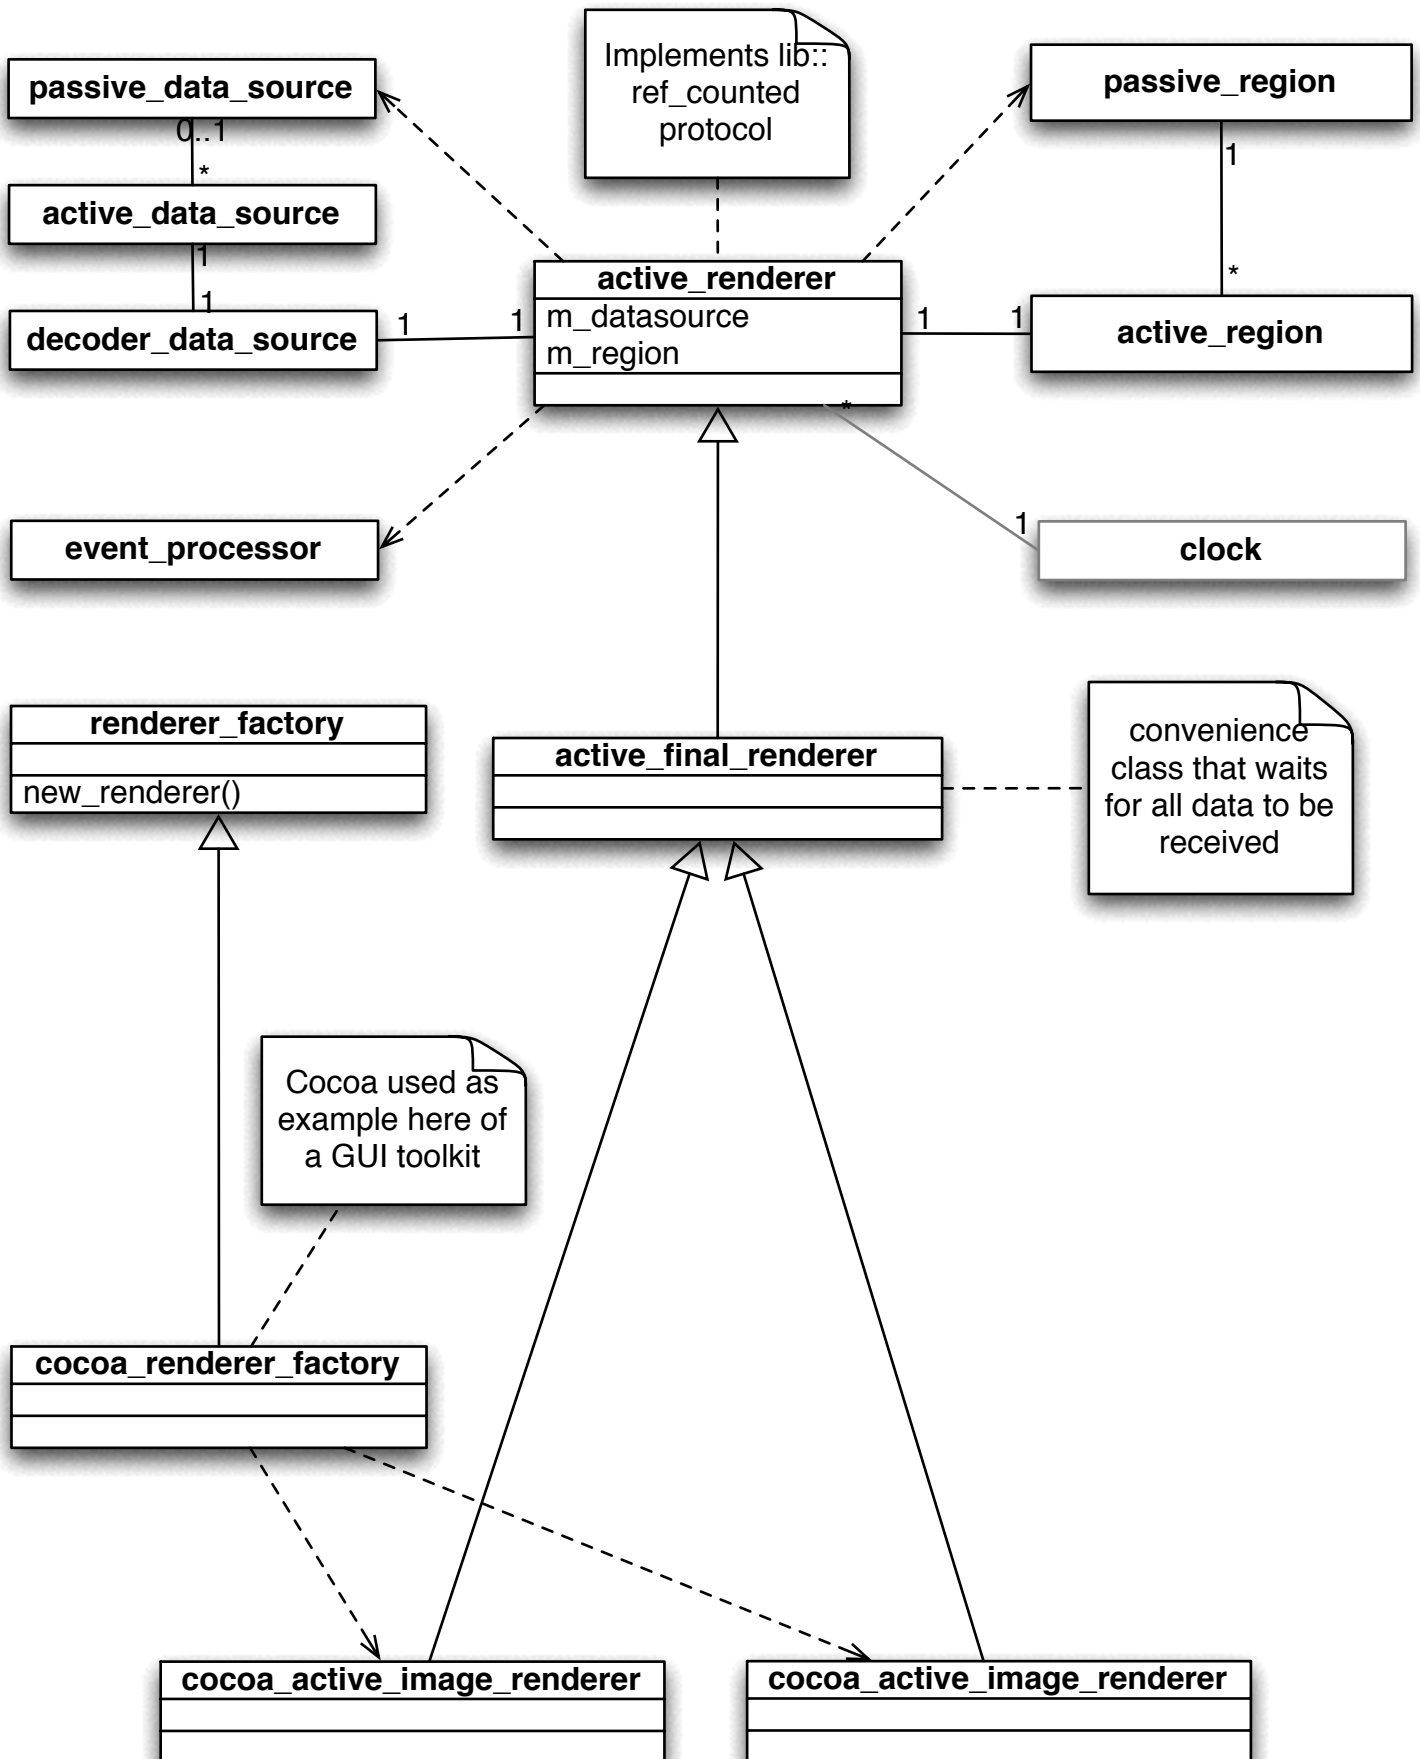 Implements lib::
ref_counted
protocol
passive_data_source
passive_region
0..1
*
1
active_data_source
1
1
*
active_renderer
m_datasource
m_region
decoder_data_source
1
1
1
1
active_region
*
event_processor
1
clock
renderer_factory
new_renderer()
active_final_renderer
convenience
class that waits
for all data to be
received
Cocoa used as
example here of
a GUI toolkit
cocoa_renderer_factory
cocoa_active_image_renderer
cocoa_active_image_renderer